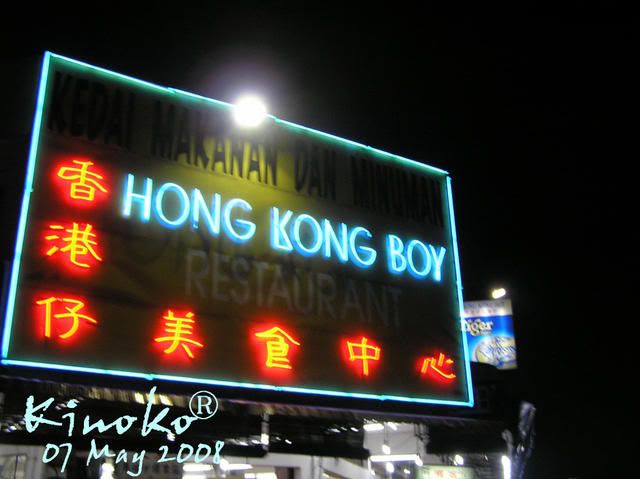 KEDAI MAKANAN DAN MINUMAN
HONG KONG BOY
RESTAURANT
香港仔美食中心
Tiger
Kinoko®
07 May 2008